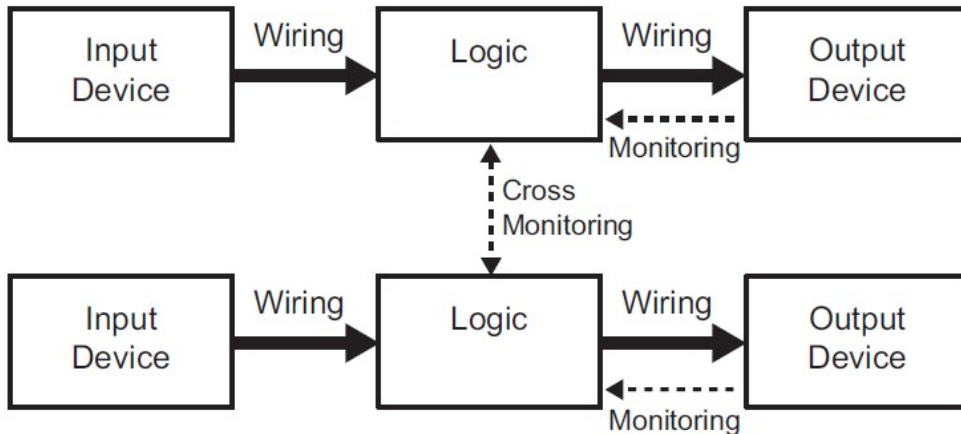 Input
Device
Wiring
Logic
Wiring
Output
Device
Monitoring
Cross
Monitoring
Input
Device
Wiring
Logic
Wiring
Output
Device
Monitoring